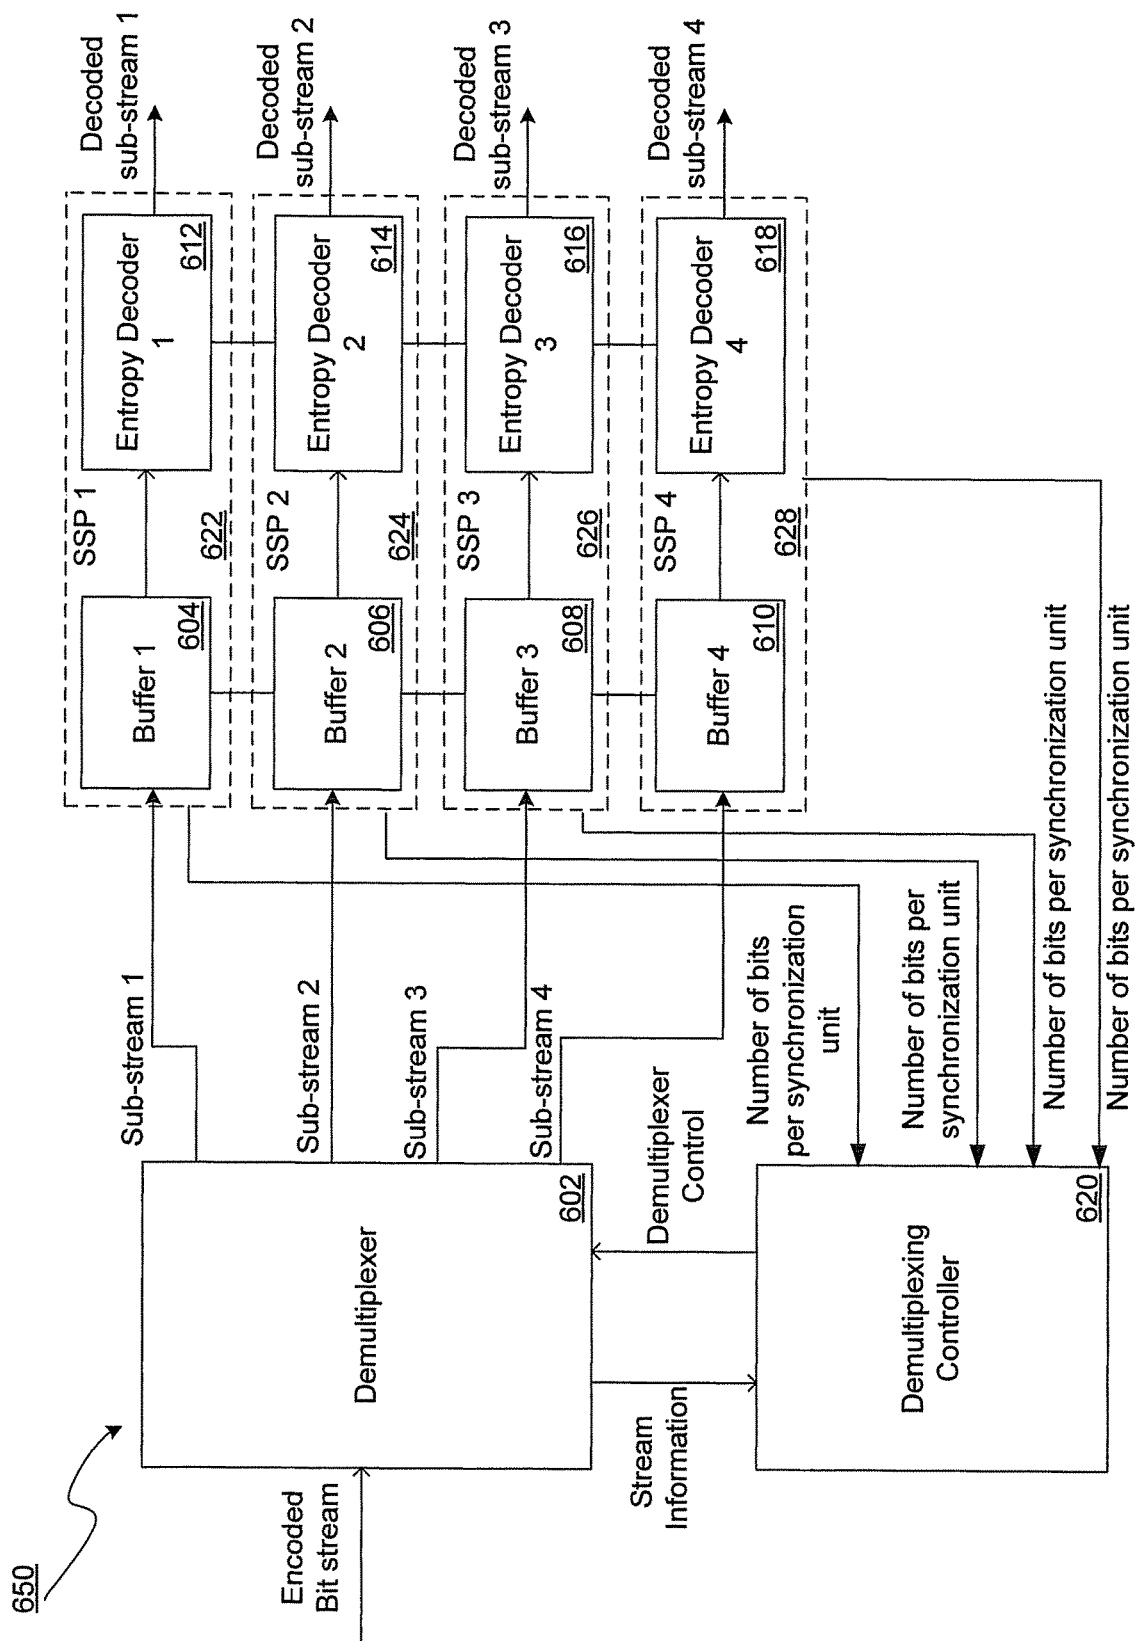 650
Encoded
Bit stream
Demultiplexer
602
Stream
Information
Demultiplexer
Control
Demultiplexing
Controller
620
Sub-stream 1
Sub-stream 2
Sub-stream 3
Sub-stream 4
Number of bits
per synchronization
unit
Number of bits per
synchronization unit
Number of bits per synchronization unit
Number of bits per synchronization unit
Buffer 1
604
SSP 1
622
Entropy Decoder
1
612
Decoded
sub-stream 1
Buffer 2
606
SSP 2
624
Entropy Decoder
2
614
Decoded
sub-stream 2
Buffer 3
608
SSP 3
626
Entropy Decoder
3
616
Decoded
sub-stream 3
Buffer 4
610
SSP 4
628
Entropy Decoder
4
618
Decoded
sub-stream 4